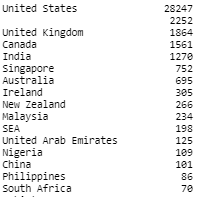 United States 28247
2252
United Kingdom 1864
Canada 1561
India 1270
Singapore 752
Australia 695
Ireland 305
New Zealand 266
Malaysia 234
SEA 198
United Arab Emirates 125
Nigeria 109
China 101
Philippines 86
South Africa 70